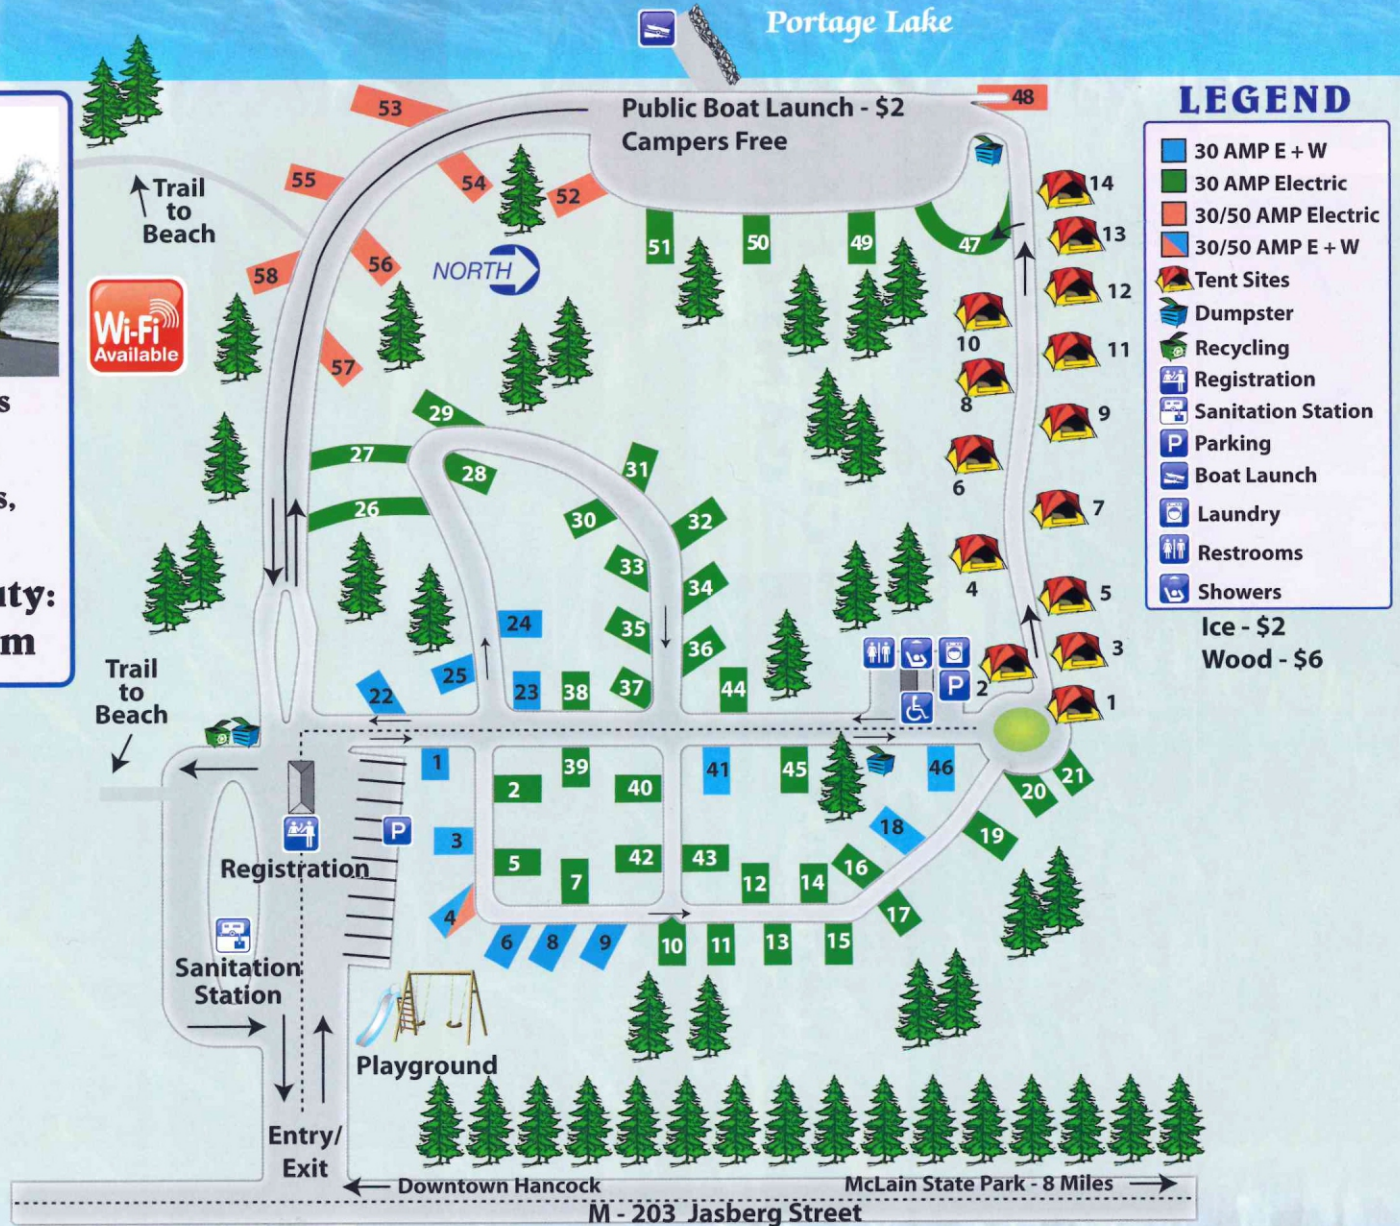 Portage Lake
Public Boat Launch - $2
Campers Free
Trail
to
Beach
Wi-Fi
Available
NORTH
s
s,
uty:
m
LEGEND
30 AMP E + W
30 AMP Electric
30/50 AMP Electric
30/50 AMP E + W
Tent Sites
Dumpster
Recycling
Registration
Sanitation Station
P Parking
Boat Launch
Laundry
Restrooms
Showers
Ice - $2
Wood - $6
53
48
55
54
52
14
13
51
50
49
47
58
56
12
10
11
57
8
29
9
27
28
31
6
26
30
32
7
33
34
4
5
24
35
36
3
25
22
23
38
37
44
P
2
1
Trail
to
Beach
1
39
41
45
46
21
2
40
20
P
3
18
19
Registration
5
42
43
16
7
12
14
4
17
6
8
9
10
11
13
15
Sanitation
Station
Playground
Entry/
Exit
Downtown Hancock
McLain State Park - 8 Miles
M - 203 Jasberg Street